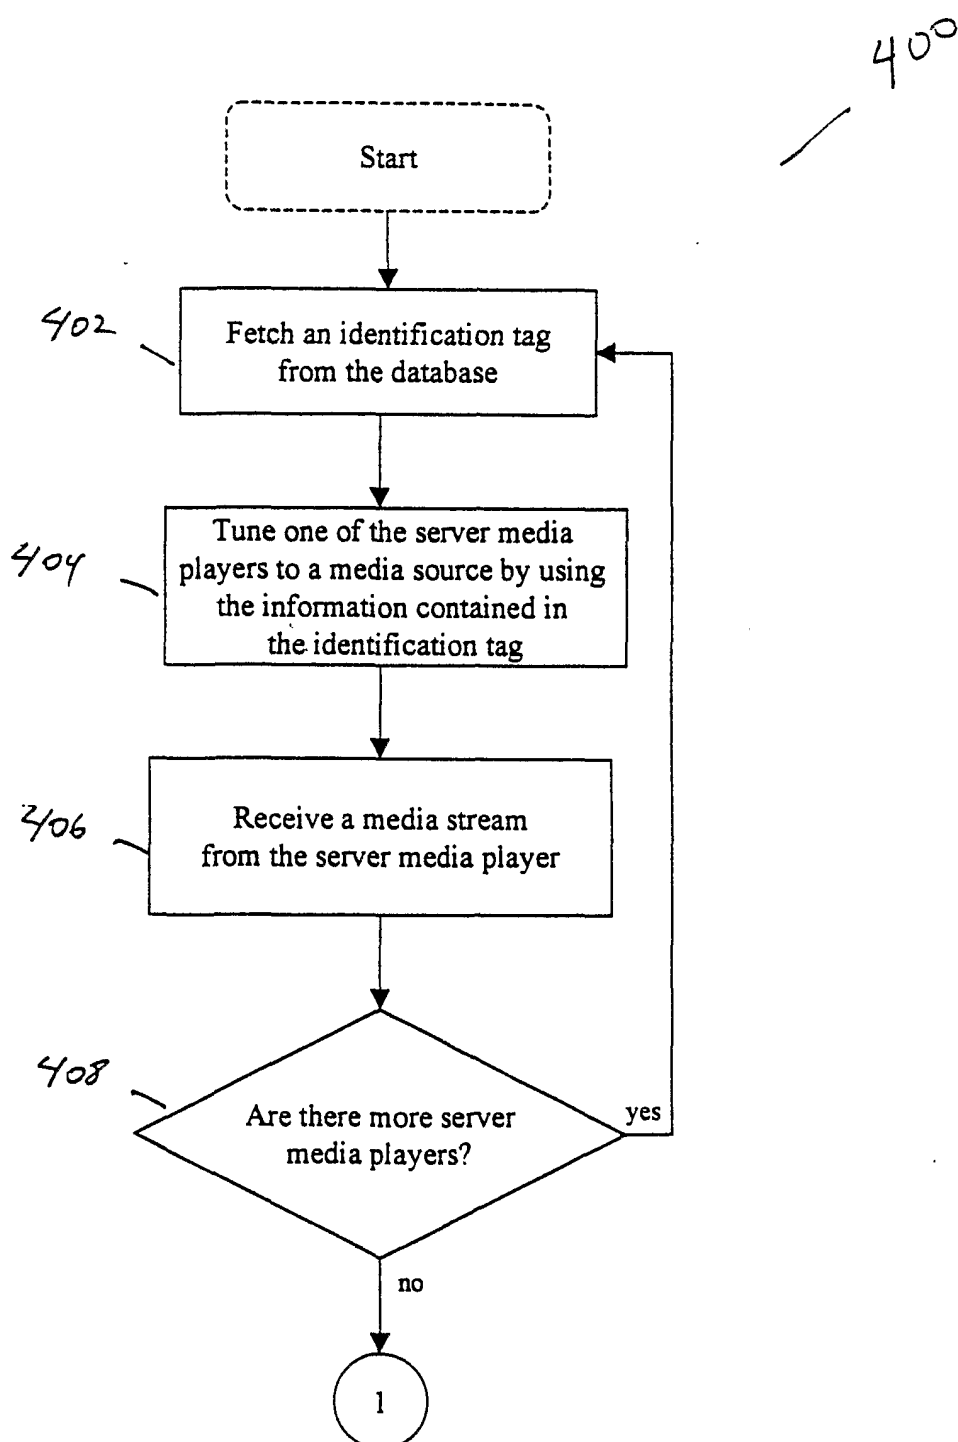 400
Start
402
Fetch an identification tag
from the database
404
Tune one of the server media
players to a media source by using
the information contained in
the identification tag
406
Receive a media stream
from the server media player
408
Are there more server
media players?
yes
no
1